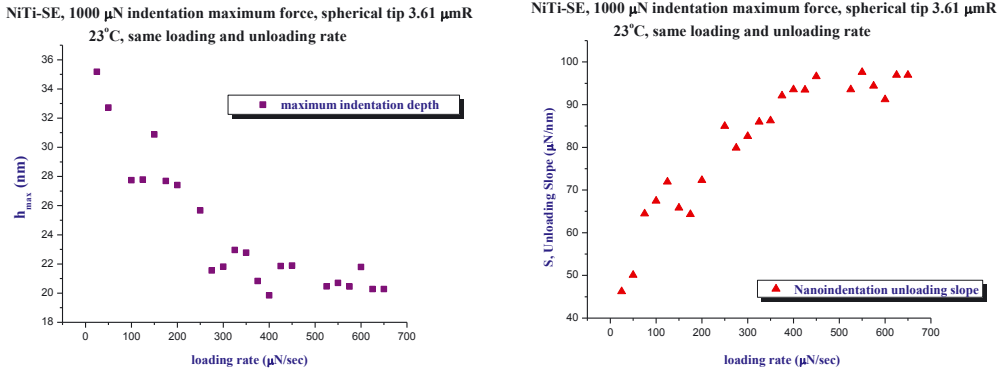 NiTi-SE, 1000 μN indentation maximum force, spherical tip 3.61 μmR
23°C, same loading and unloading rate
36
34
32
30
28
26
24
22
20
18
h_max (nm)
maximum indentation depth
0 100 200 300 400 500 600 700
loading rate (μN/sec)
NiTi-SE, 1000 μN indentation maximum force, spherical tip 3.61 μmR
23°C, same loading and unloading rate
100
90
80
70
60
50
40
S, Unloading Slope (μN/nm)
Nanoindentation unloading slope
0 100 200 300 400 500 600 700
loading rate (μN/sec)